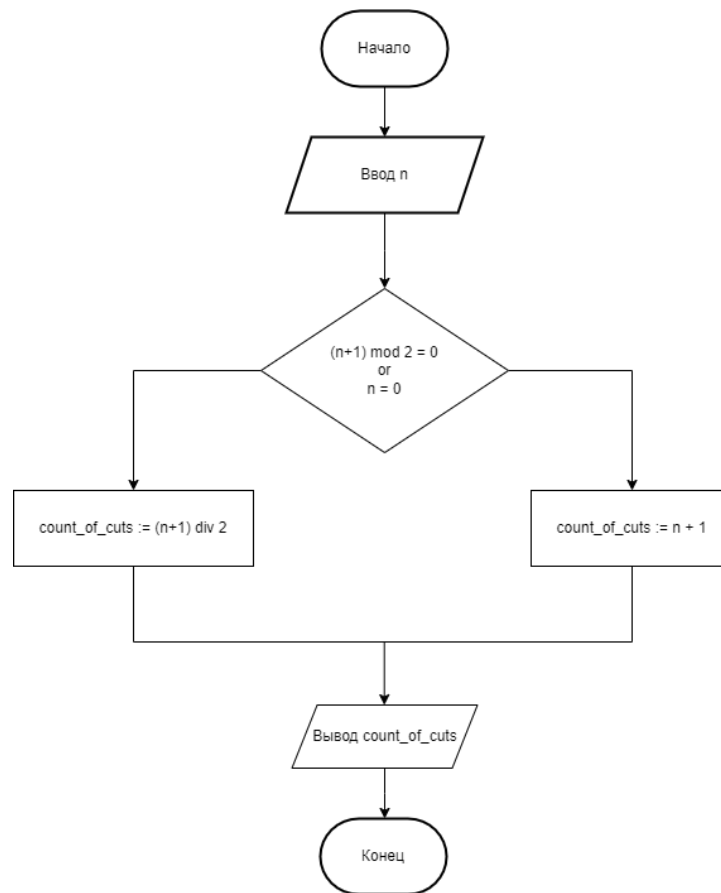 Начало
Ввод n
(n+1) mod 2 = 0
or
n = 0
count_of_cuts := (n+1) div 2
count_of_cuts := n + 1
Вывод count_of_cuts
Конец